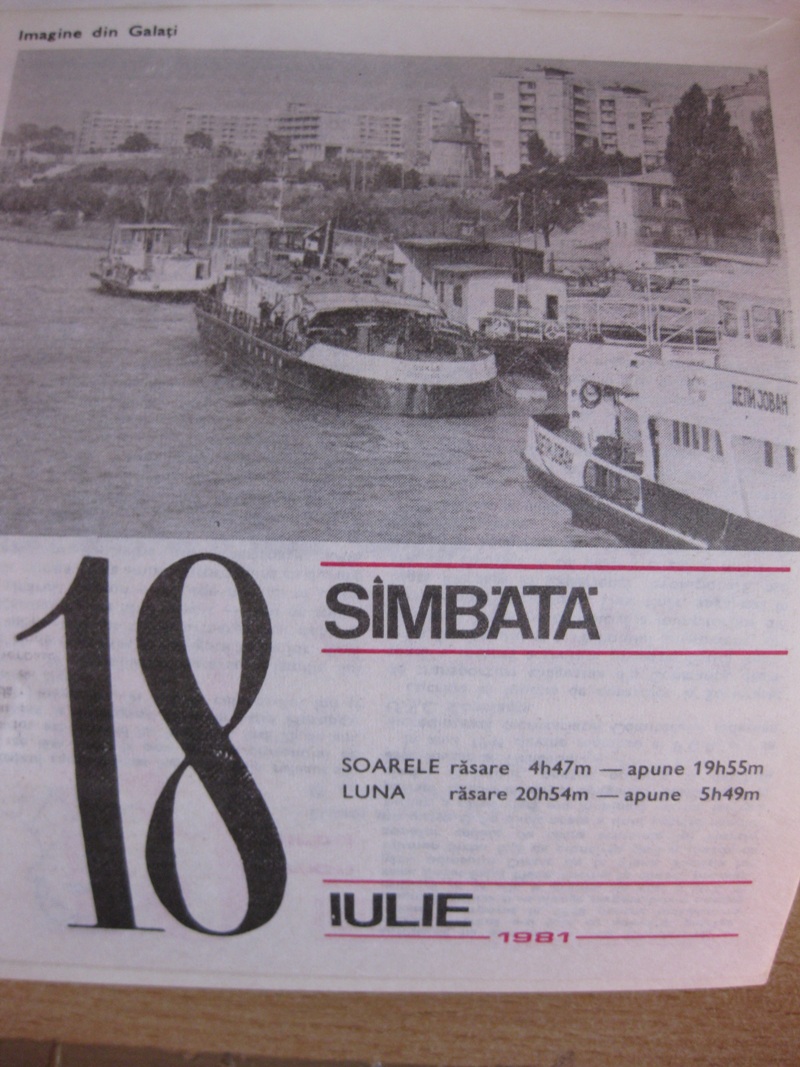 Imagine din Galați
ДЕЛИ ЈОВАН
ДЕЛИ ЈОВАН
18
SÎMBĂTĂ
SOARELE răsare 4h47m — apune 19h55m
LUNA răsare 20h54m — apune 5h49m
IULIE
1981